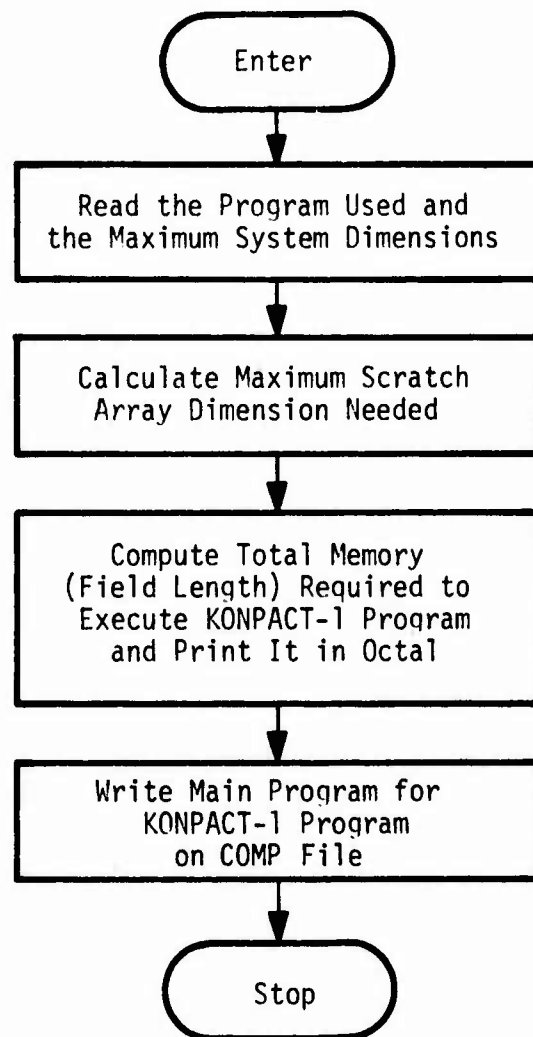 Enter
Read the Program Used and
the Maximum System Dimensions
Calculate Maximum Scratch
Array Dimension Needed
Compute Total Memory
(Field Length) Required to
Execute KONPACT-1 Program
and Print It in Octal
Write Main Program for
KONPACT-1 Program
on COMP File
Stop